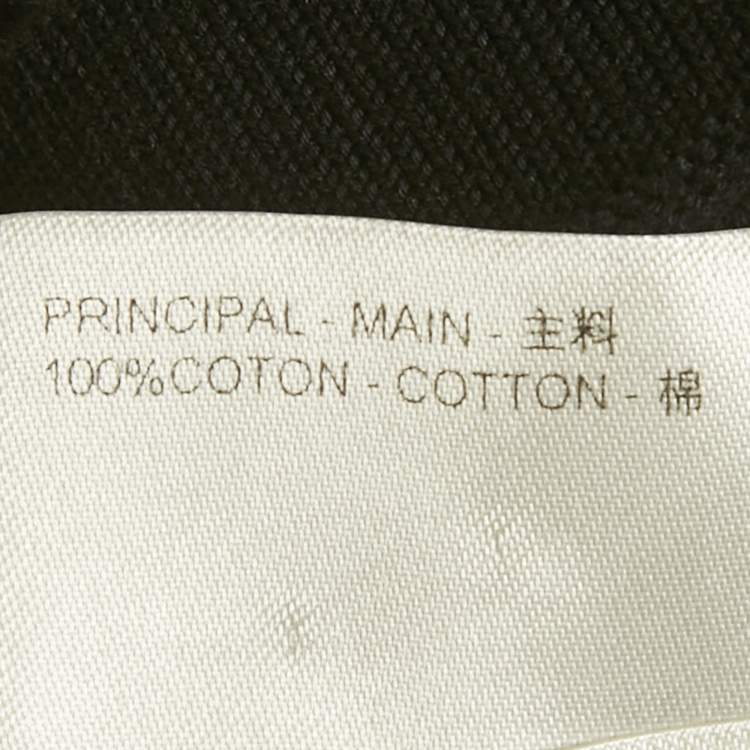 PRINCIPAL - MAIN - 主料
100%COTON - COTTON - 棉